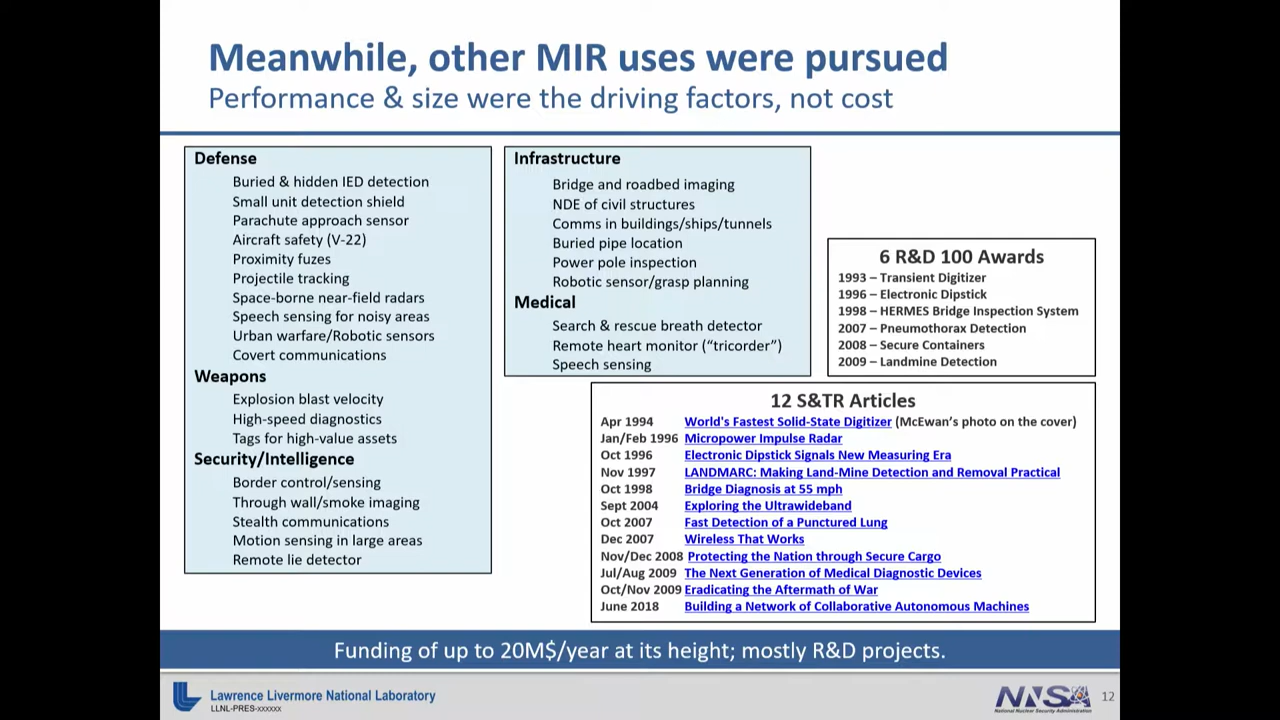 Meanwhile, other MIR uses were pursued
Performance & size were the driving factors, not cost
Defense
Buried & hidden IED detection
Small unit detection shield
Parachute approach sensor
Aircraft safety (V-22)
Proximity fuzes
Projectile tracking
Space-borne near-field radars
Speech sensing for noisy areas
Urban warfare/Robotic sensors
Covert communications
Weapons
Explosion blast velocity
High-speed diagnostics
Tags for high-value assets
Security/Intelligence
Border control/sensing
Through wall/smoke imaging
Stealth communications
Motion sensing in large areas
Remote lie detector
Infrastructure
Bridge and roadbed imaging
NDE of civil structures
Comms in buildings/ships/tunnels
Buried pipe location
Power pole inspection
Robotic sensor/grasp planning
Medical
Search & rescue breath detector
Remote heart monitor (“tricorder”)
Speech sensing
6 R&D 100 Awards
1993 – Transient Digitizer
1996 – Electronic Dipstick
1998 – HERMES Bridge Inspection System
2007 – Pneumothorax Detection
2008 – Secure Containers
2009 – Landmine Detection
12 S&TR Articles
Apr 1994 World's Fastest Solid-State Digitizer (McEwan’s photo on the cover)
Jan/Feb 1996 Micropower Impulse Radar
Oct 1996 Electronic Dipstick Signals New Measuring Era
Nov 1997 LANDMARC: Making Land-Mine Detection and Removal Practical
Oct 1998 Bridge Diagnosis at 55 mph
Sept 2004 Exploring the Ultrawideband
Oct 2007 Fast Detection of a Punctured Lung
Dec 2007 Wireless That Works
Nov/Dec 2008 Protecting the Nation through Secure Cargo
Jul/Aug 2009 The Next Generation of Medical Diagnostic Devices
Oct/Nov 2009 Eradicating the Aftermath of War
June 2018 Building a Network of Collaborative Autonomous Machines
Funding of up to 20M$/year at its height; mostly R&D projects.
Lawrence Livermore National Laboratory
LLNL-PRES-xxxxxx
NNSA
National Nuclear Security Administration
12